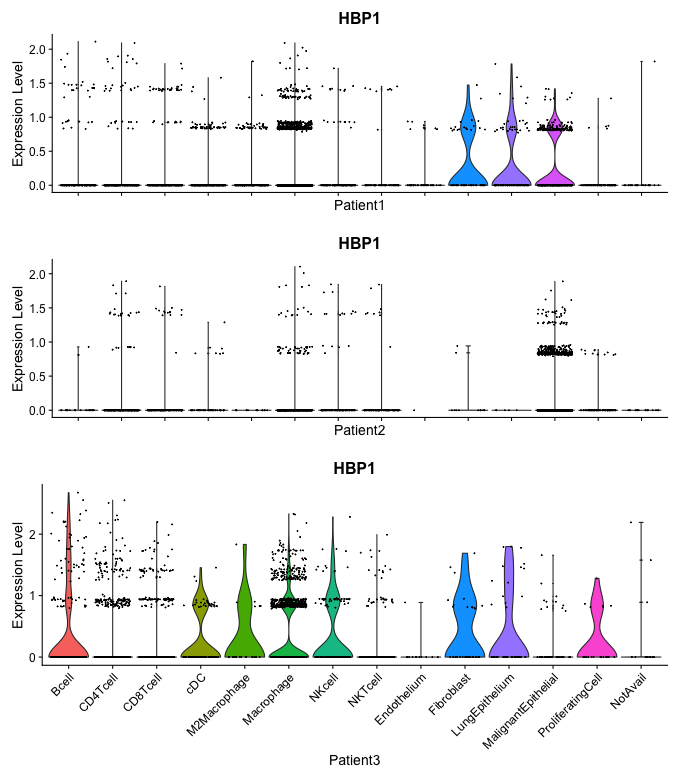 HBP1
Expression Level
2.0
1.5
1.0
0.5
0.0
Patient1
HBP1
Expression Level
2.0
1.5
1.0
0.5
0.0
Patient2
HBP1
Expression Level
2
1
0
Bcell
CD4Tcell
CD8Tcell
cDC
M2Macrophage
Macrophage
NKcell
NKTcell
Endothelium
Fibroblast
LungEpithelium
MalignantEpithelial
ProliferatingCell
NotAvail
Patient3